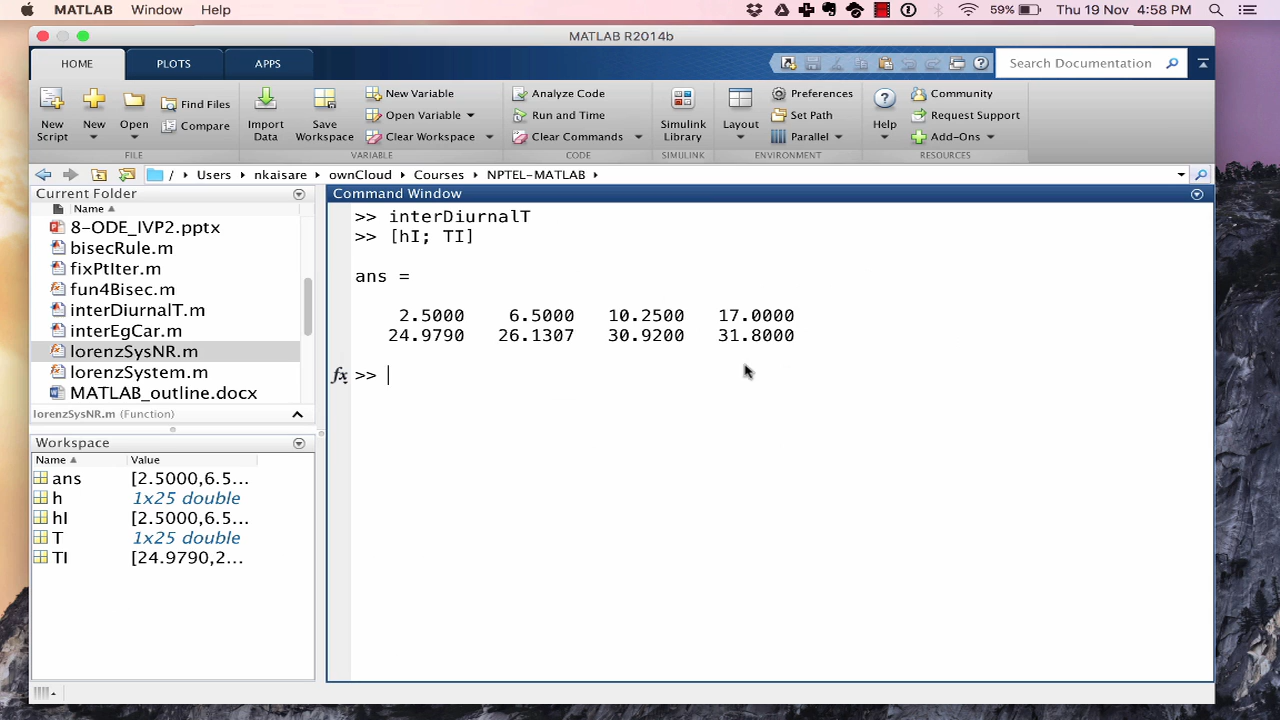 MATLAB Window Help 59% Thu 19 Nov 4:58 PM
MATLAB R2014b
HOME PLOTS APPS Search Documentation
New Script New Open Find Files Compare Import Data Save Workspace New Variable Open Variable Clear Workspace Analyze Code Run and Time Clear Commands Simulink Library Layout Preferences Set Path Parallel Help Community Request Support Add-Ons
FILE VARIABLE CODE SIMULINK ENVIRONMENT RESOURCES
/ Users nkaisare ownCloud Courses NPTEL-MATLAB
Current Folder
Name
8-ODE_IVP2.pptx
bisecRule.m
fixPtIter.m
fun4Bisec.m
interDiurnalT.m
interEgCar.m
lorenzSysNR.m
lorenzSystem.m
MATLAB_outline.docx
lorenzSysNR.m (Function)
Workspace
Name Value
ans [2.5000,6.5...
h 1x25 double
hI [2.5000,6.5...
T 1x25 double
TI [24.9790,2...
Command Window
>> interDiurnalT
>> [hI; TI]
ans =
2.5000 6.5000 10.2500 17.0000
24.9790 26.1307 30.9200 31.8000
fx >>